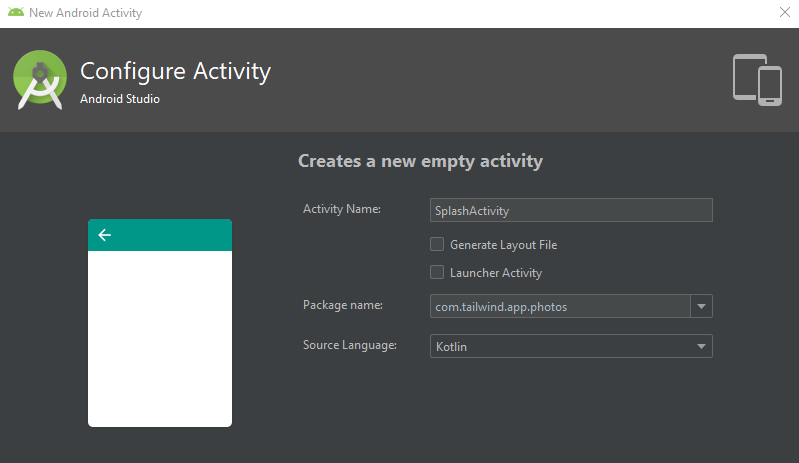 New Android Activity
Configure Activity
Android Studio
Creates a new empty activity
Activity Name:
SplashActivity
Generate Layout File
Launcher Activity
Package name:
com.tailwind.app.photos
Source Language:
Kotlin